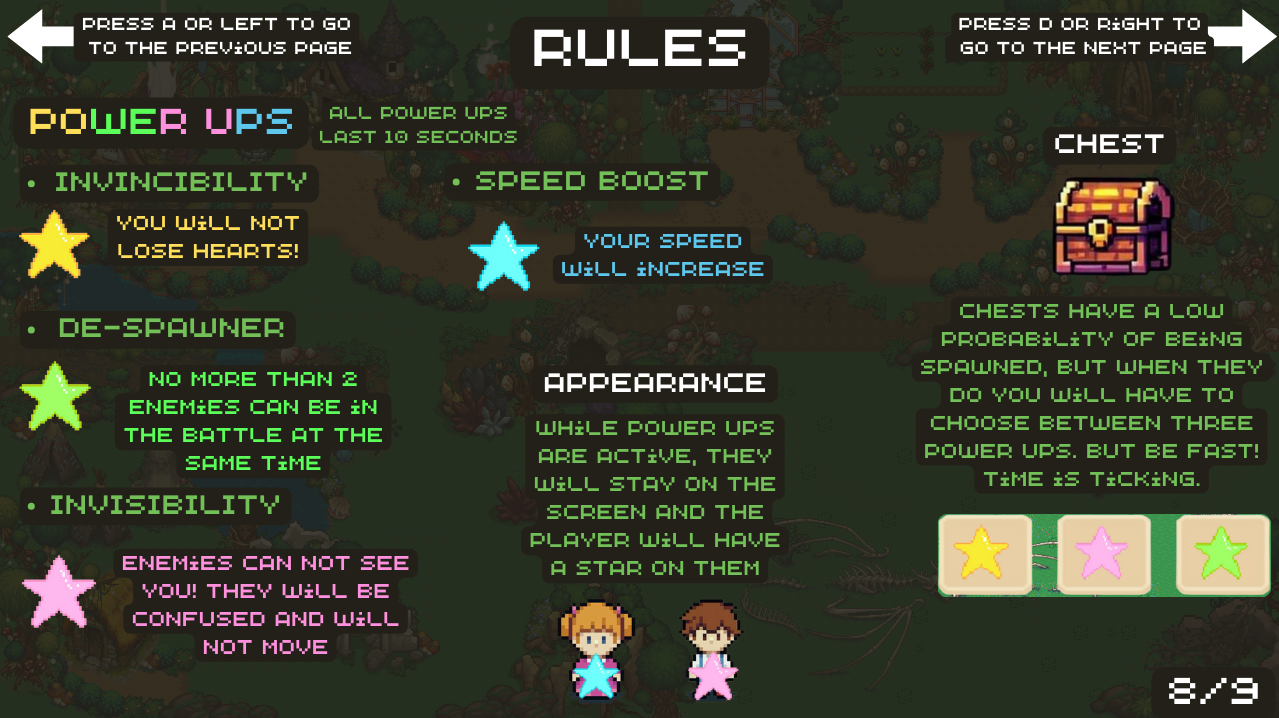 PRESS A OR LEFT TO GO
TO THE PREViOUS PAGE
RULES
PRESS D OR RiGHT TO
GO TO THE NEXT PAGE
POWER UPS
ALL POWER UPS
LAST 10 SECONDS
• INVINCIBILITY
YOU WiLL NOT
LOSE HEARTS!
• DE-SPAWNER
NO MORE THAN 2
ENEMiES CAN BE iN
THE BATTLE AT THE
SAME TiME
• INVISIBILITY
ENEMiES CAN NOT SEE
YOU! THEY WiLL BE
CONFUSED AND WiLL
NOT MOVE
• SPEED BOOST
YOUR SPEED
WiLL iNCREASE
APPEARANCE
WHiLE POWER UPS
ARE ACTiVE, THEY
WiLL STAY ON THE
SCREEN AND THE
PLAYER WiLL HAVE
A STAR ON THEM
CHEST
CHESTS HAVE A LOW
PROBABiLiTY OF BEiNG
SPAWNED, BUT WHEN THEY
DO YOU WiLL HAVE TO
CHOOSE BETWEEN THREE
POWER UPS. BUT BE FAST!
TiME iS TiCKiNG.
8/9